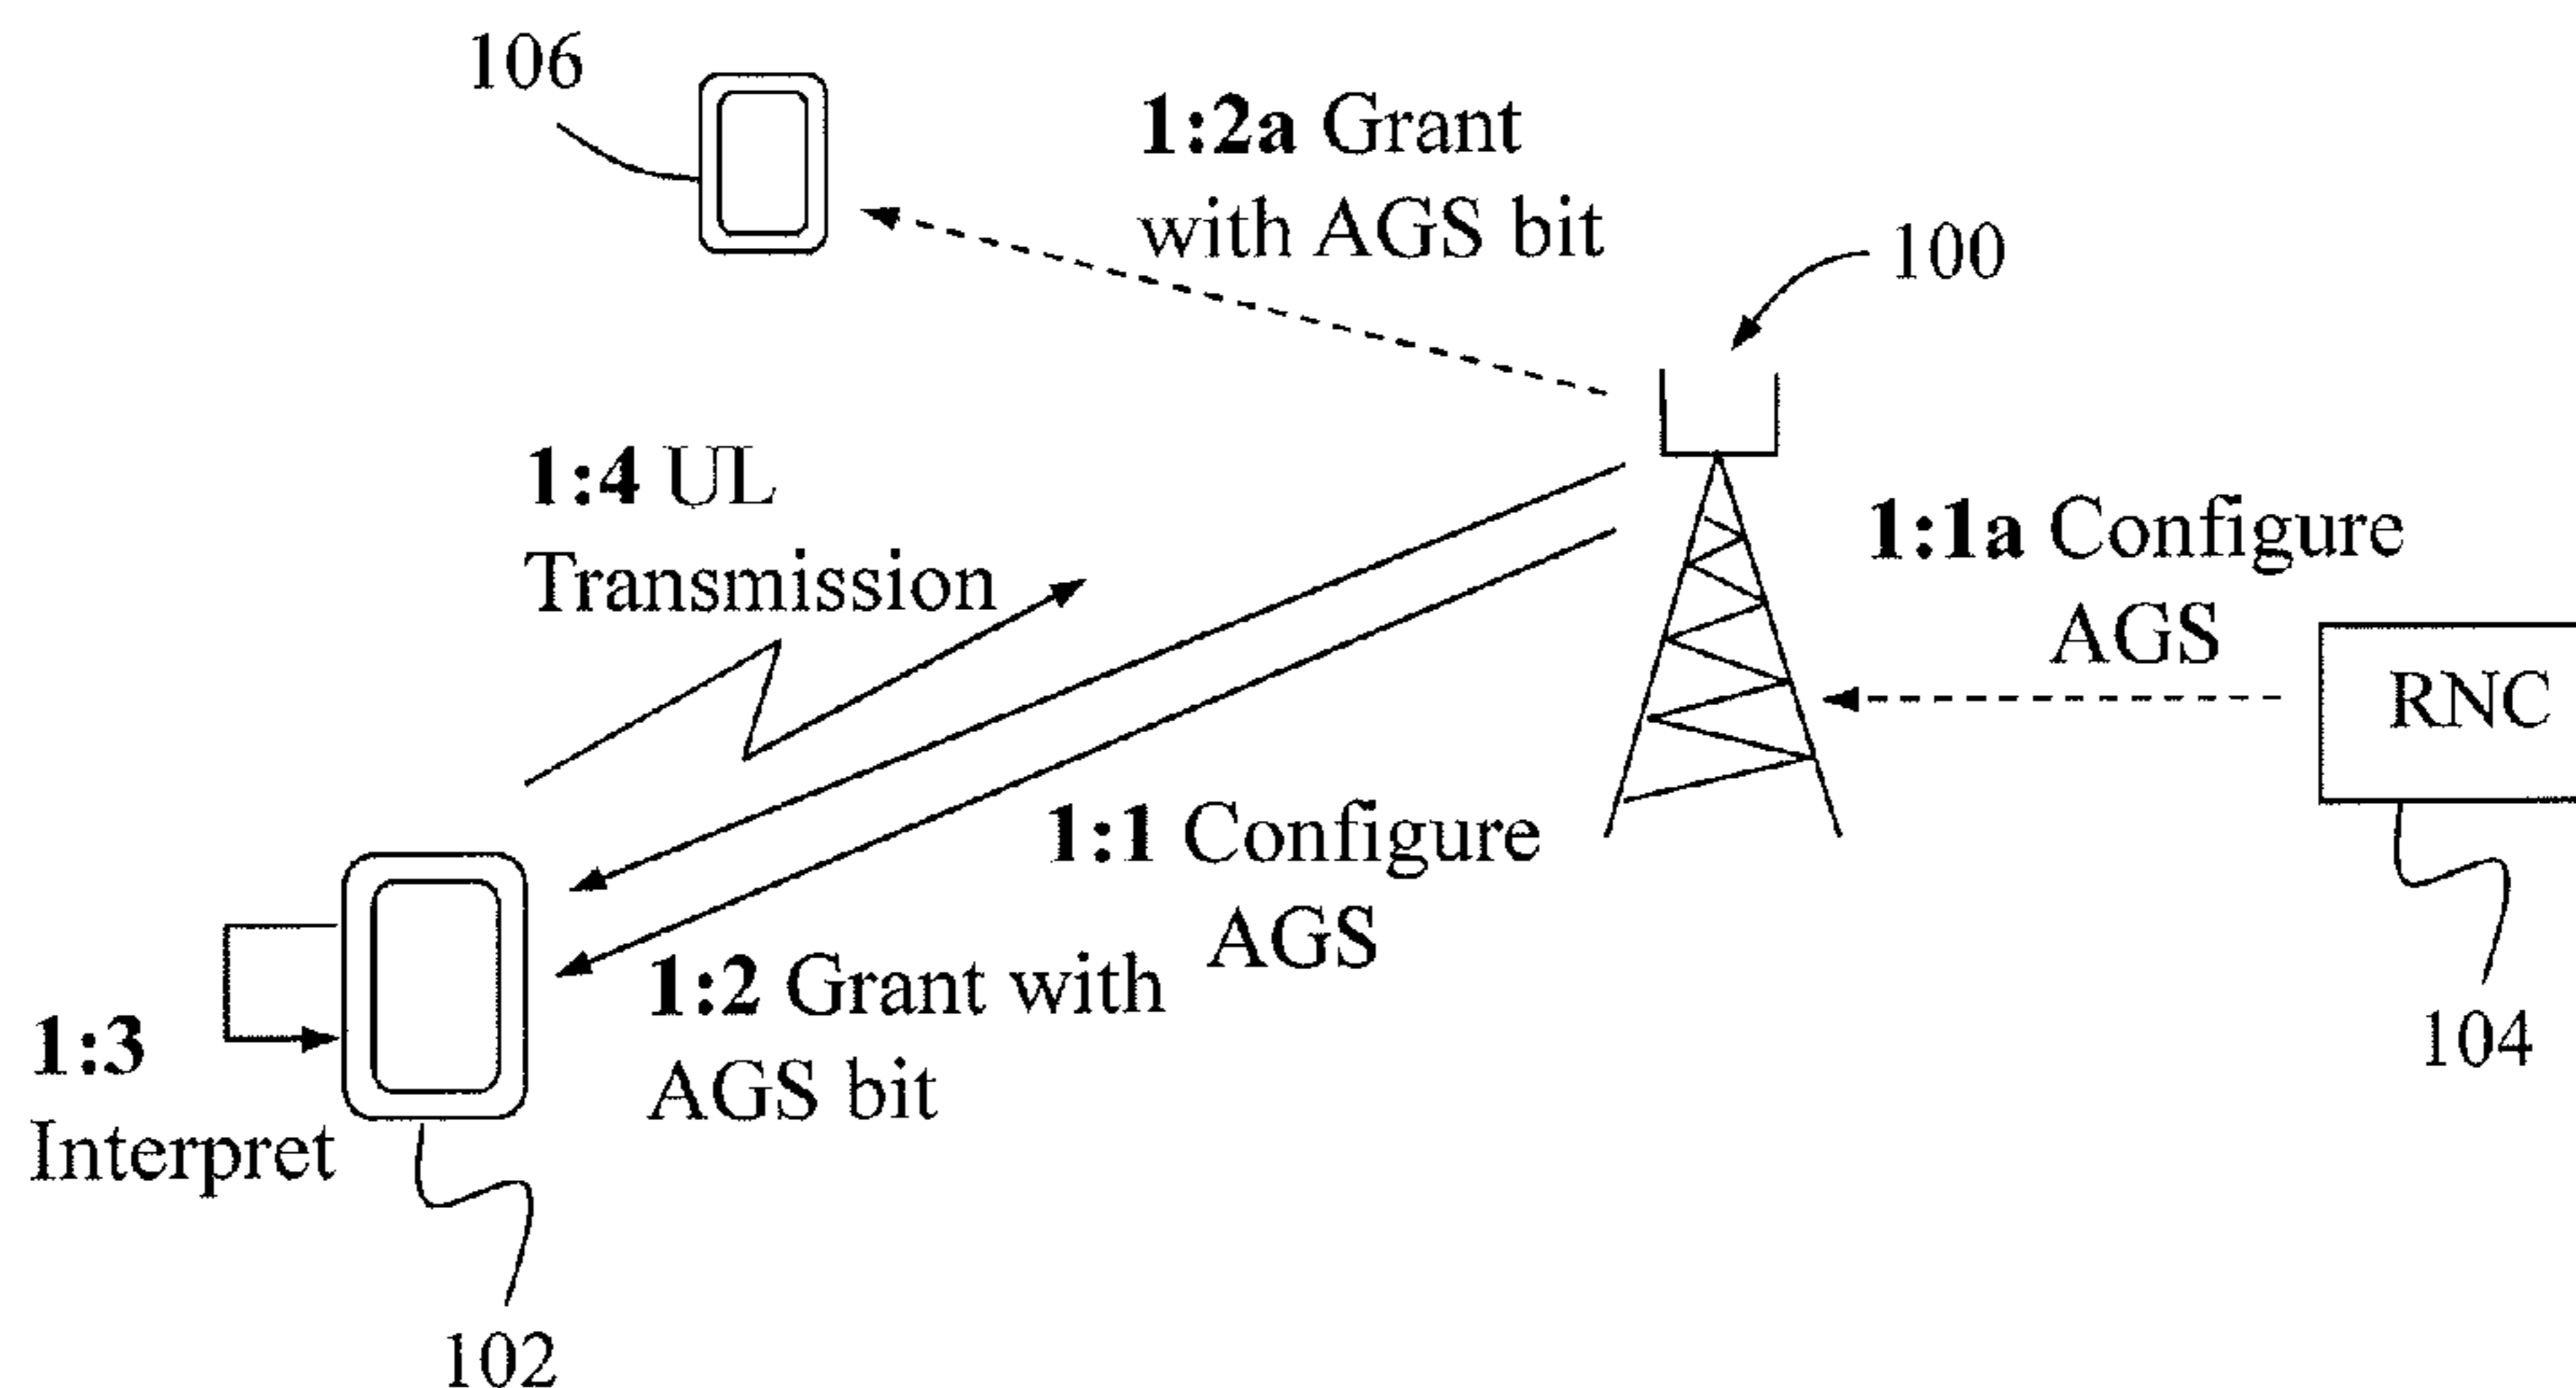 106
1:2a Grant
with AGS bit
100
1:4 UL
Transmission
1:1a Configure
AGS
RNC
1:1 Configure
AGS
1:2 Grant with
AGS bit
1:3
Interpret
104
102